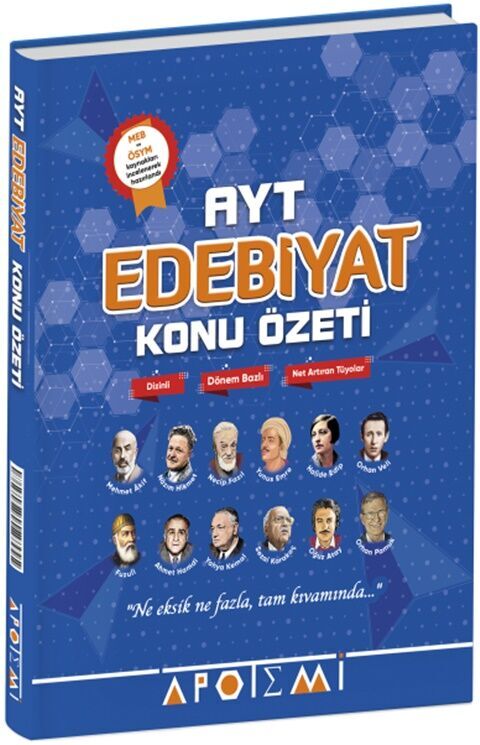 AYT EDEBİYAT KONU ÖZETİ
MEB
ve
ÖSYM
kaynakları
incelenerek
hazırlandı
AYT
EDEBİYAT
KONU ÖZETİ
Dizinli
Dönem Bazlı
Net Artıran Tüyolar
Mehmet Âkif
Nâzım Hikmet
Necip Fazıl
Yunus Emre
Halide Edip
Orhan Veli
Fuzuli
Ahmet Hamdi
Yahya Kemal
Sezai Karakoç
Oğuz Atay
Orhan Pamuk
"Ne eksik ne fazla, tam kıvamında..."
APOTEMİ
APOTEMİ